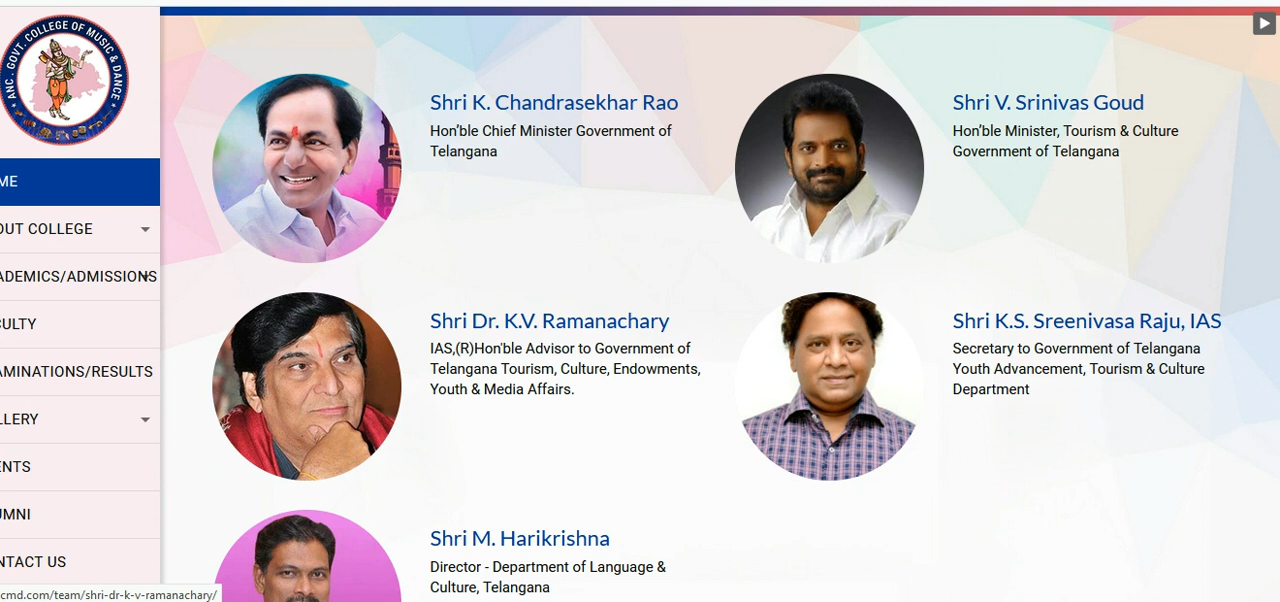 ANC. GOVT. COLLEGE OF MUSIC & DANCE
ME
OUT COLLEGE
ADEMICS/ADMISSIONS
CULTY
AMINATIONS/RESULTS
LLERY
ENTS
UMNI
NTACT US
cmd.com/team/shri-dr-k-v-ramanachary/
Shri K. Chandrasekhar Rao
Hon’ble Chief Minister Government of
Telangana
Shri V. Srinivas Goud
Hon’ble Minister, Tourism & Culture
Government of Telangana
Shri Dr. K.V. Ramanachary
IAS,(R)Hon'ble Advisor to Government of
Telangana Tourism, Culture, Endowments,
Youth & Media Affairs.
Shri K.S. Sreenivasa Raju, IAS
Secretary to Government of Telangana
Youth Advancement, Tourism & Culture
Department
Shri M. Harikrishna
Director - Department of Language &
Culture, Telangana